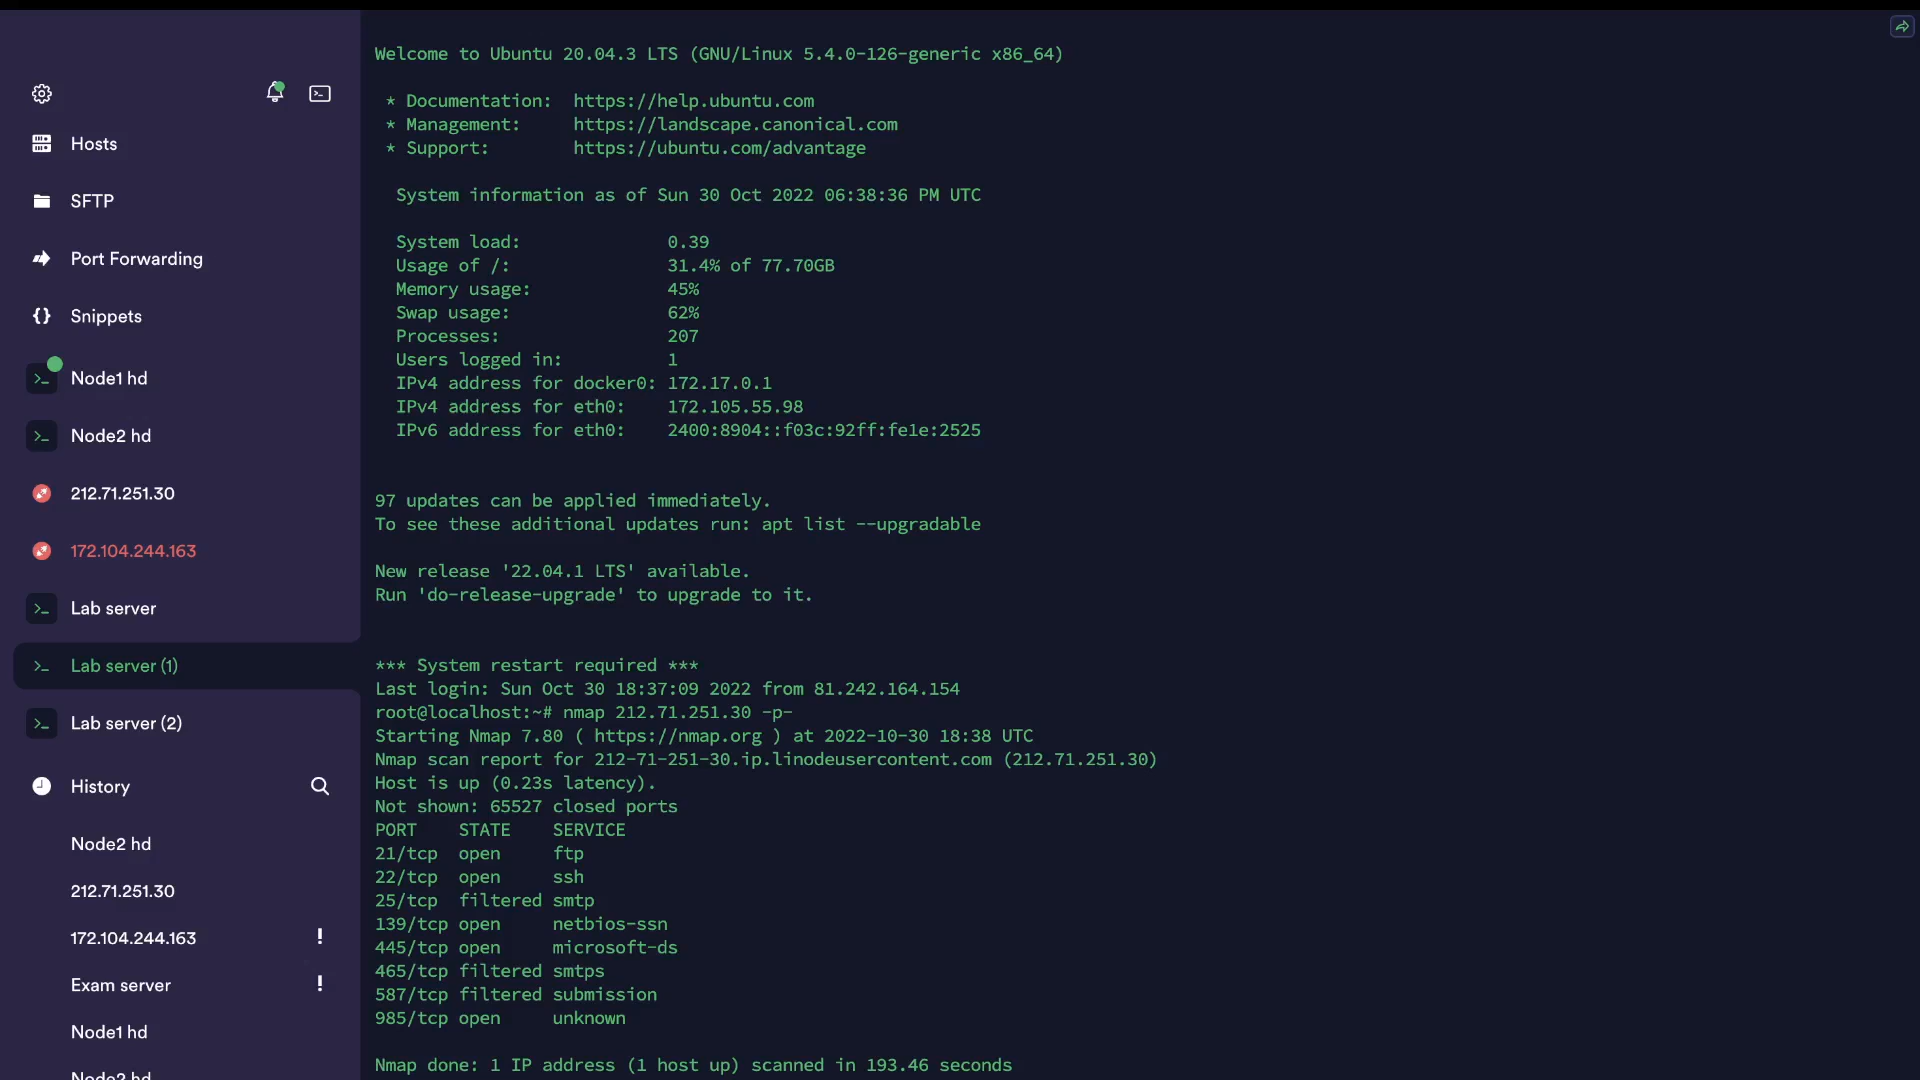 Hosts
SFTP
Port Forwarding
Snippets
Node1 hd
Node2 hd
212.71.251.30
172.104.244.163
Lab server
Lab server (1)
Lab server (2)
History
Node2 hd
212.71.251.30
172.104.244.163 !
Exam server !
Node1 hd
Node2 hd
Welcome to Ubuntu 20.04.3 LTS (GNU/Linux 5.4.0-126-generic x86_64)
* Documentation: https://help.ubuntu.com
* Management: https://landscape.canonical.com
* Support: https://ubuntu.com/advantage
System information as of Sun 30 Oct 2022 06:38:36 PM UTC
System load: 0.39
Usage of /: 31.4% of 77.70GB
Memory usage: 45%
Swap usage: 62%
Processes: 207
Users logged in: 1
IPv4 address for docker0: 172.17.0.1
IPv4 address for eth0: 172.105.55.98
IPv6 address for eth0: 2400:8904::f03c:92ff:fe1e:2525
97 updates can be applied immediately.
To see these additional updates run: apt list --upgradable
New release '22.04.1 LTS' available.
Run 'do-release-upgrade' to upgrade to it.
*** System restart required ***
Last login: Sun Oct 30 18:37:09 2022 from 81.242.164.154
root@localhost:~# nmap 212.71.251.30 -p-
Starting Nmap 7.80 ( https://nmap.org ) at 2022-10-30 18:38 UTC
Nmap scan report for 212-71-251-30.ip.linodeusercontent.com (212.71.251.30)
Host is up (0.23s latency).
Not shown: 65527 closed ports
PORT STATE SERVICE
21/tcp open ftp
22/tcp open ssh
25/tcp filtered smtp
139/tcp open netbios-ssn
445/tcp open microsoft-ds
465/tcp filtered smtps
587/tcp filtered submission
985/tcp open unknown
Nmap done: 1 IP address (1 host up) scanned in 193.46 seconds